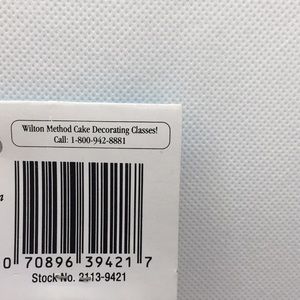 Wilton Method Cake Decorating Classes!
Call: 1-800-942-8881
0 70896 39421 7
Stock No. 2113-9421